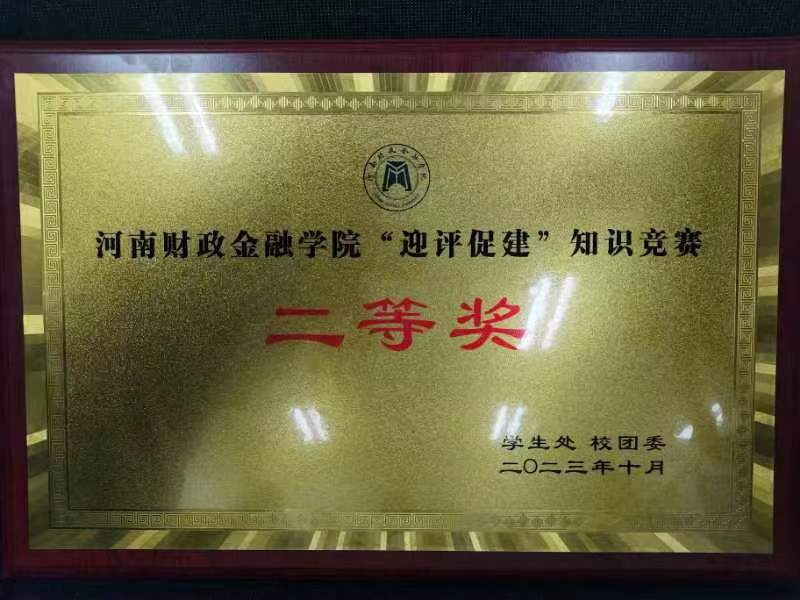 河南财政金融学院“迎评促建”知识竞赛
二等奖
学生处 校团委
二〇二三年十月